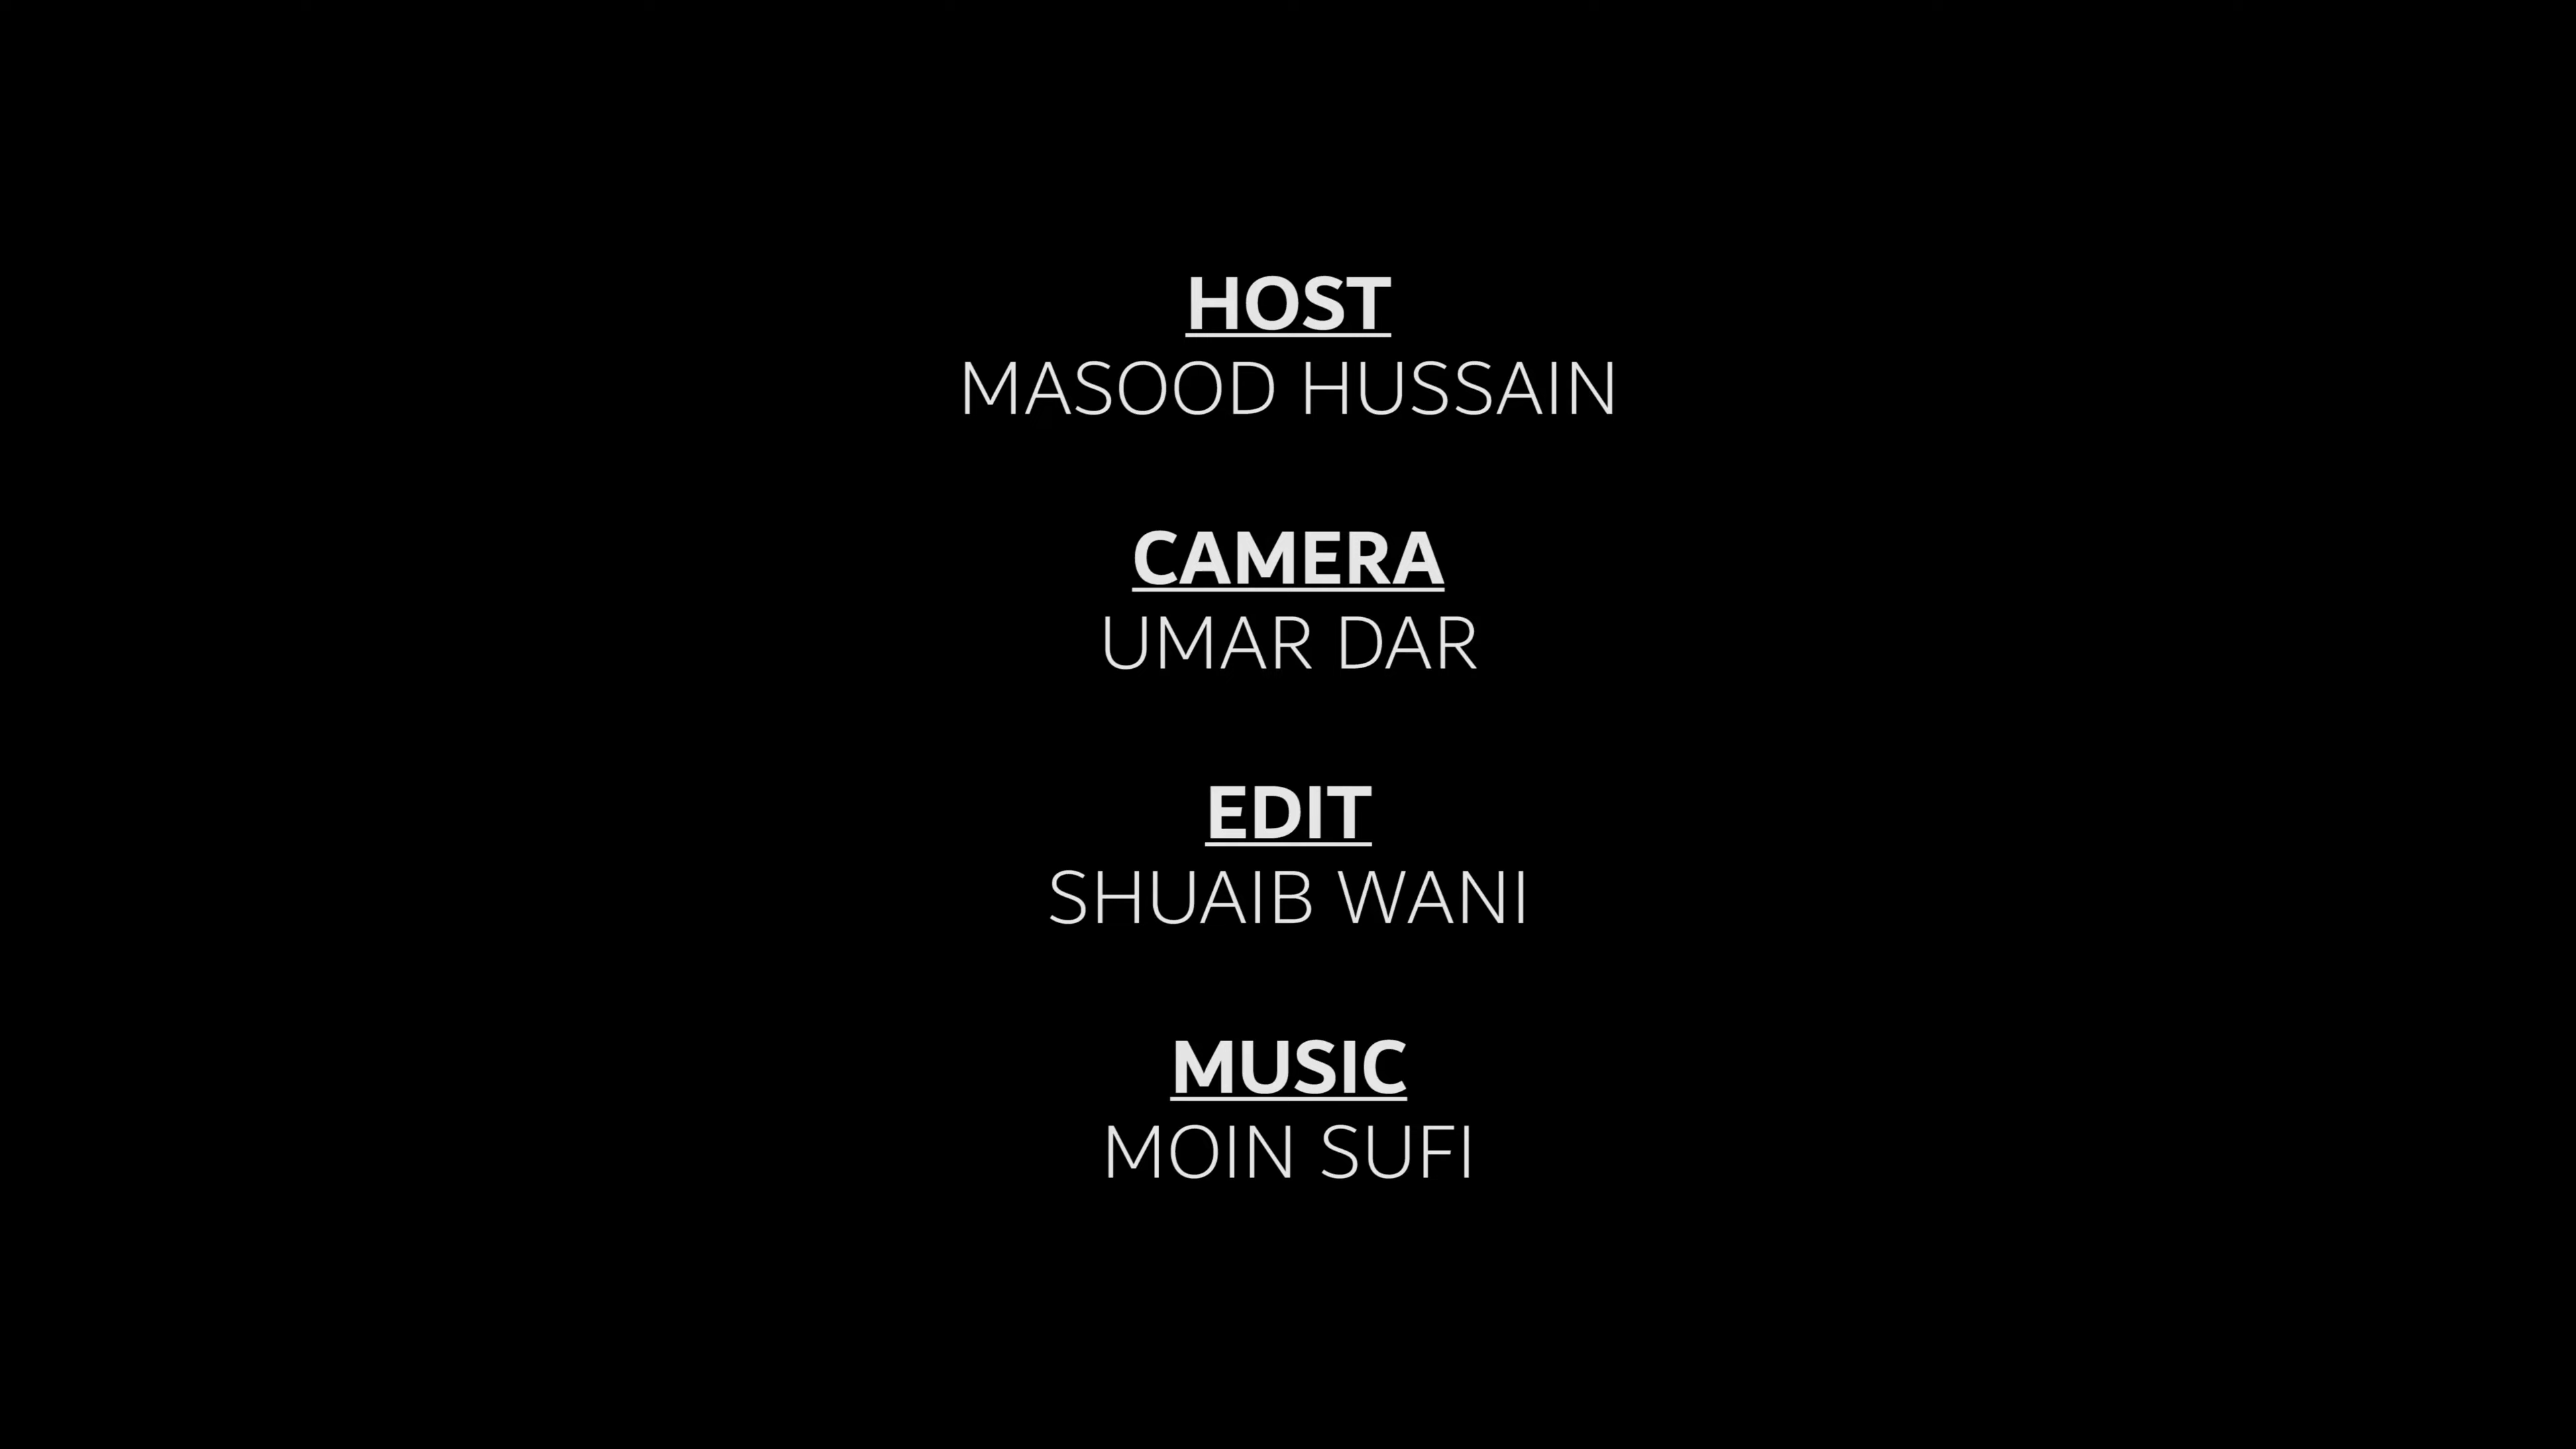 HOST
MASOOD HUSSAIN
CAMERA
UMAR DAR
EDIT
SHUAIB WANI
MUSIC
MOIN SUFI